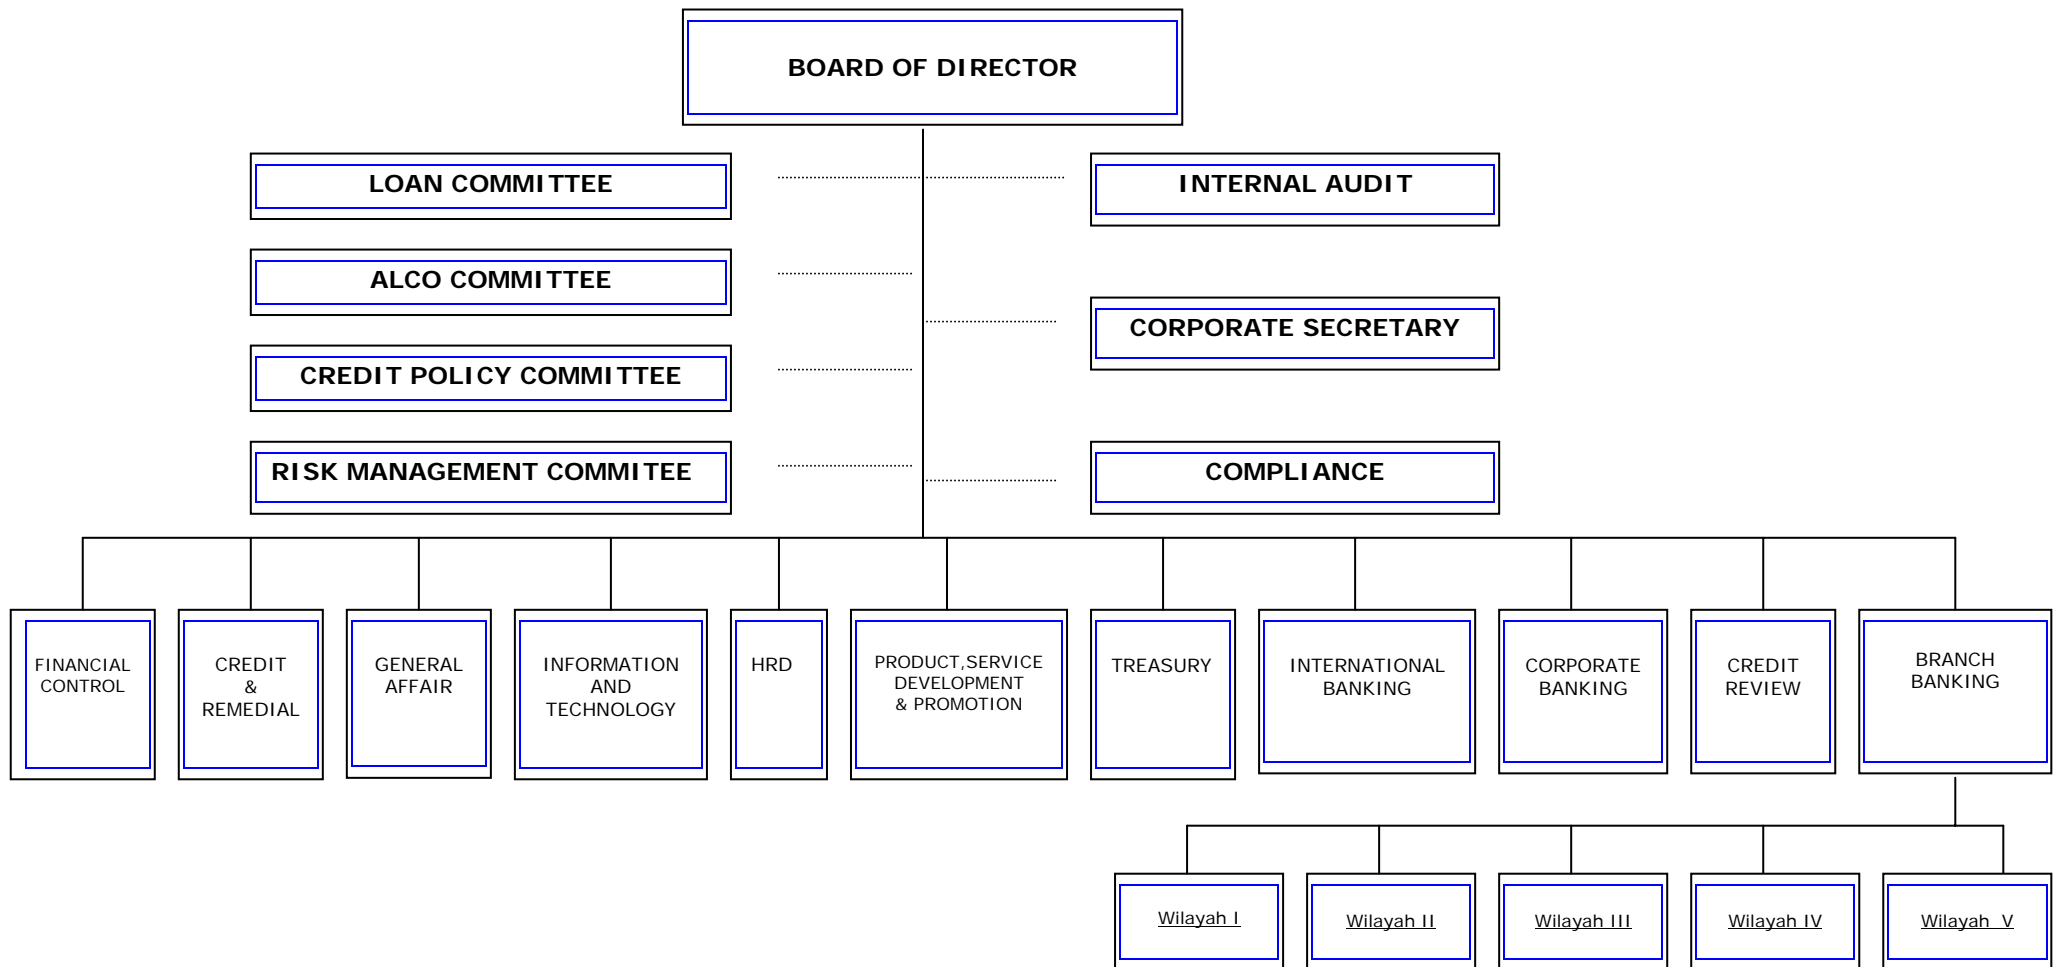 BOARD OF DIRECTOR
LOAN COMMITTEE
INTERNAL AUDIT
ALCO COMMITTEE
CORPORATE SECRETARY
CREDIT POLICY COMMITTEE
RISK MANAGEMENT COMMITEE
COMPLIANCE
FINANCIAL
CONTROL
CREDIT
&
REMEDIAL
GENERAL
AFFAIR
INFORMATION
AND
TECHNOLOGY
HRD
PRODUCT,SERVICE
DEVELOPMENT
& PROMOTION
TREASURY
INTERNATIONAL
BANKING
CORPORATE
BANKING
CREDIT
REVIEW
BRANCH
BANKING
Wilayah I
Wilayah II
Wilayah III
Wilayah IV
Wilayah  V